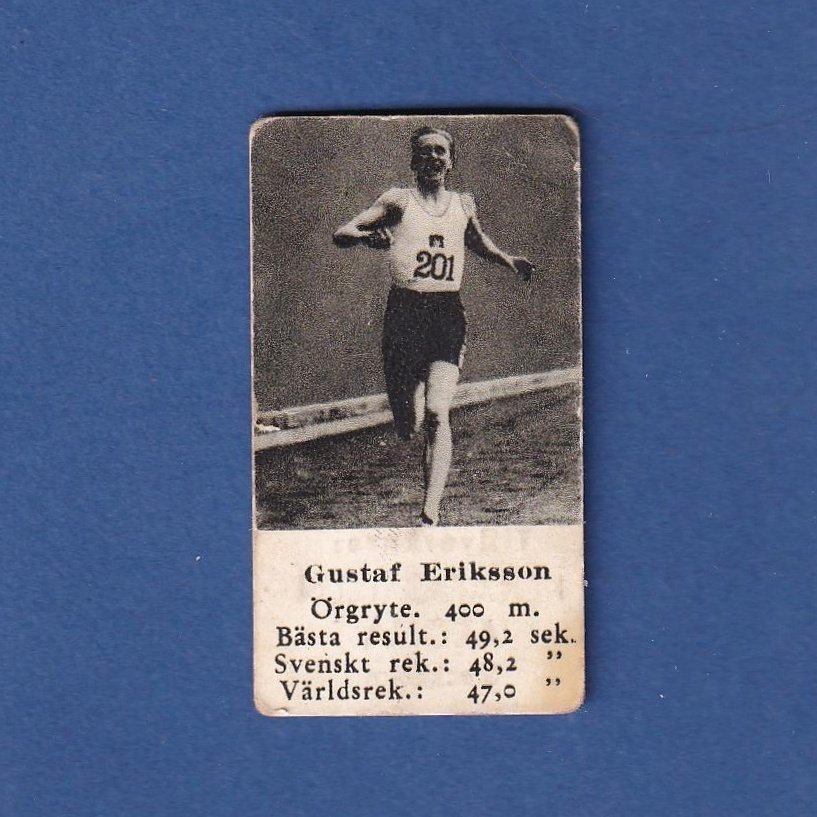 201
Gustaf Eriksson
Örgryte. 400 m.
Bästa result.: 49,2 sek.
Svenskt rek.: 48,2 ”
Världsrek.: 47,0 ”